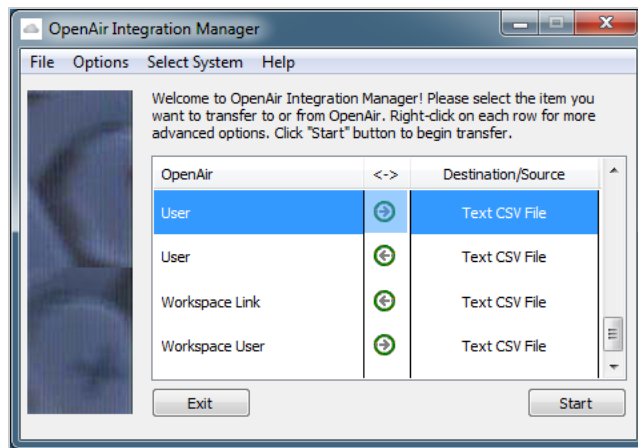 OpenAir Integration Manager
File Options Select System Help
Welcome to OpenAir Integration Manager! Please select the item you
want to transfer to or from OpenAir. Right-click on each row for more
advanced options. Click "Start" button to begin transfer.
OpenAir <-> Destination/Source
User Text CSV File
User Text CSV File
Workspace Link Text CSV File
Workspace User Text CSV File
Exit Start